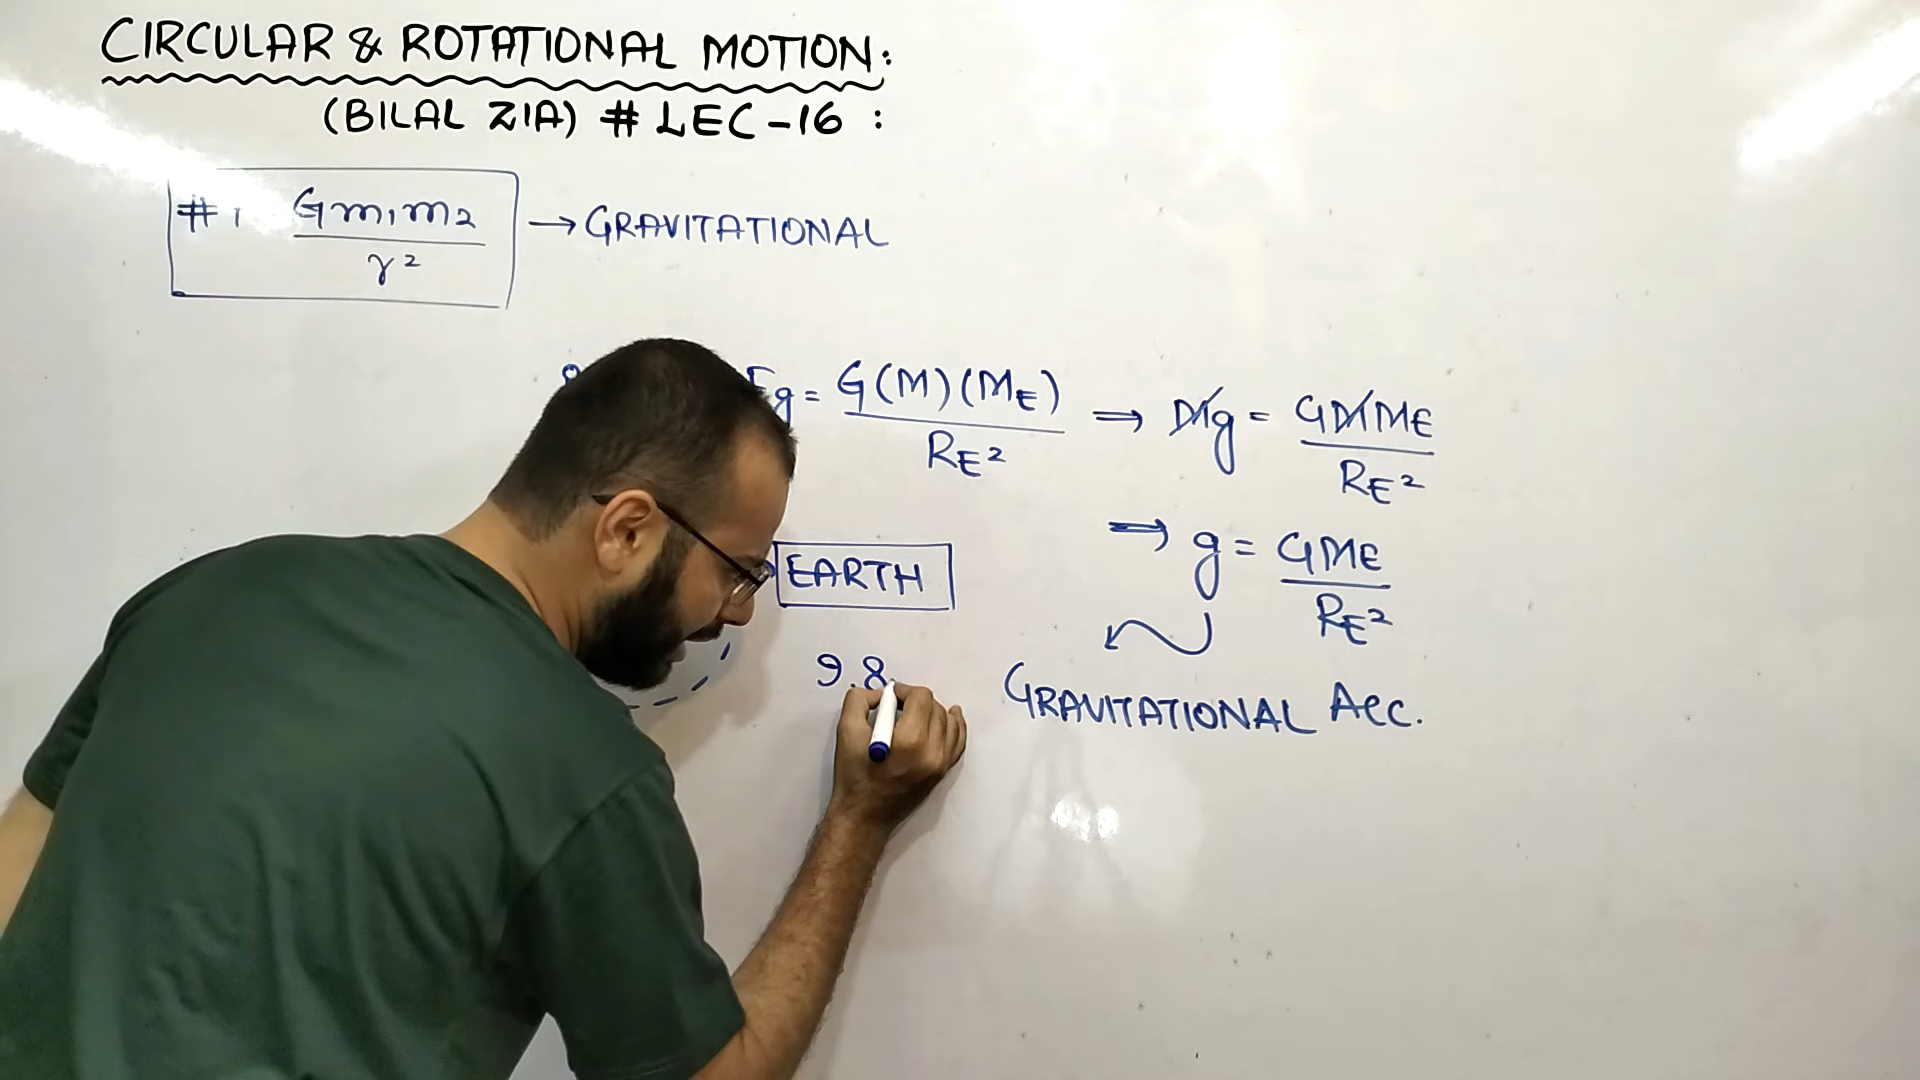 CIRCULAR & ROTATIONAL MOTION:
(BILAL ZIA) # LEC-16 :
# Gm₁m₂ → GRAVITATIONAL
r²
Fg = G(M)(ME) ⇒ Mg = GMME
RE² RE²
⇒ g = GME
RE²
EARTH
9.8
GRAVITATIONAL Acc.